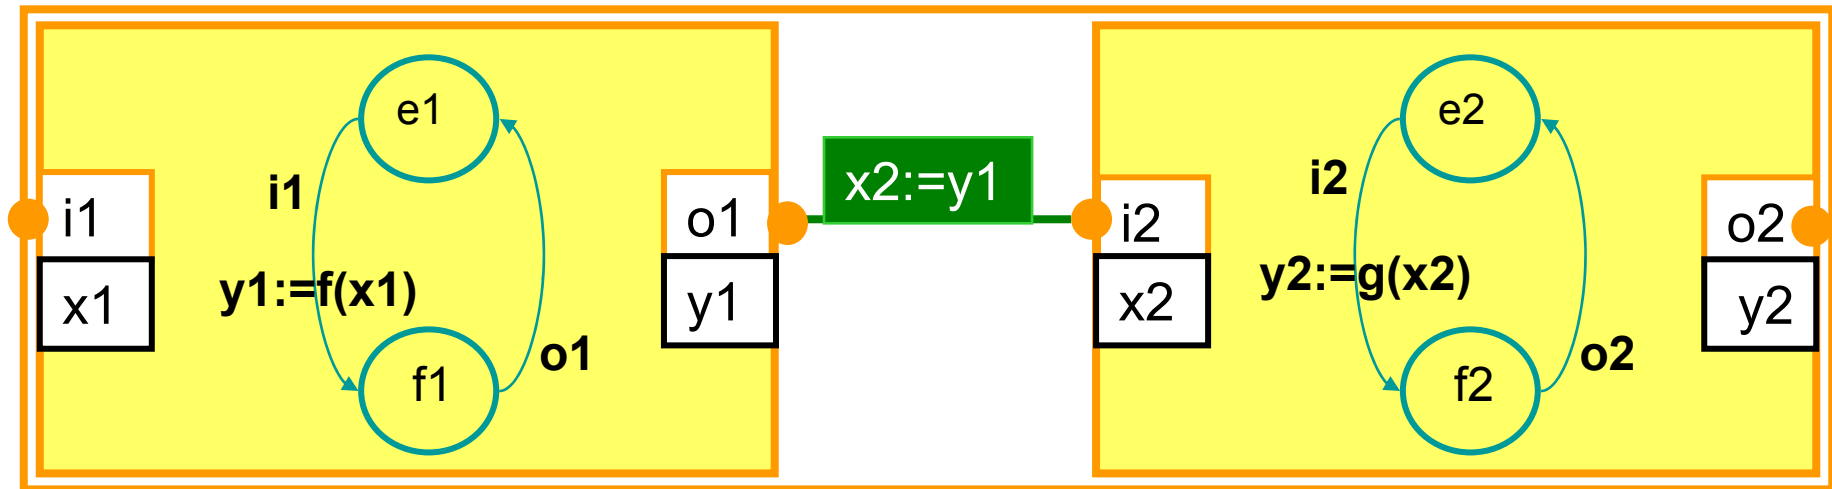 e1
i1
i1
x1
y1:=f(x1)
f1
o1
o1
y1
x2:=y1
e2
i2
i2
x2
y2:=g(x2)
f2
o2
o2
y2